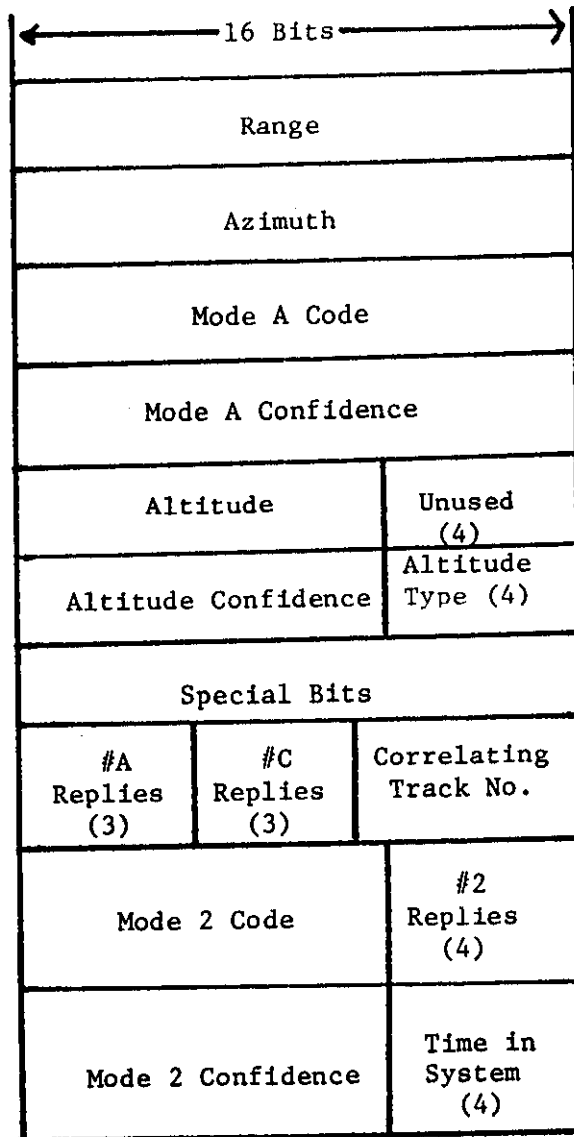 16 Bits
Range
Azimuth
Mode A Code
Mode A Confidence
Altitude
Unused
(4)
Altitude Confidence
Altitude
Type (4)
Special Bits
#A
Replies
(3)
#C
Replies
(3)
Correlating
Track No.
Mode 2 Code
#2
Replies
(4)
Mode 2 Confidence
Time in
System
(4)